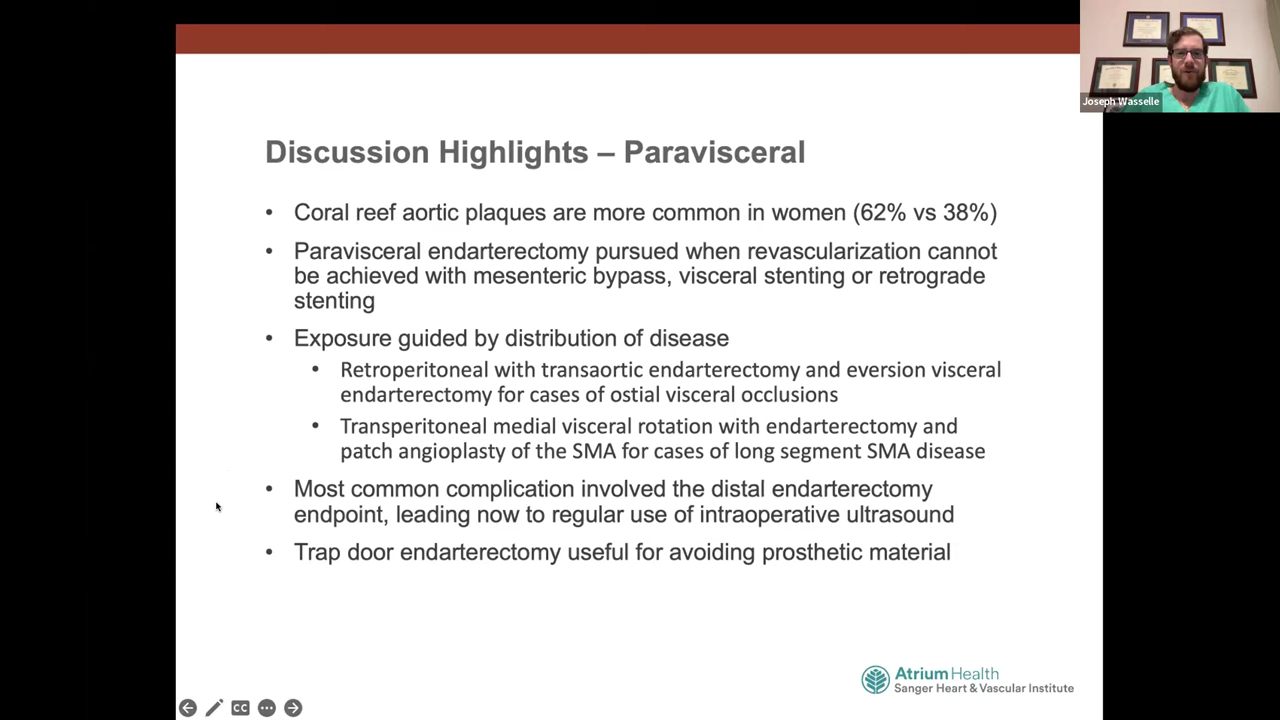 Joseph Wasselle
Discussion Highlights – Paravisceral
• Coral reef aortic plaques are more common in women (62% vs 38%)
• Paravisceral endarterectomy pursued when revascularization cannot
be achieved with mesenteric bypass, visceral stenting or retrograde
stenting
• Exposure guided by distribution of disease
• Retroperitoneal with transaortic endarterectomy and eversion visceral
endarterectomy for cases of ostial visceral occlusions
• Transperitoneal medial visceral rotation with endarterectomy and
patch angioplasty of the SMA for cases of long segment SMA disease
• Most common complication involved the distal endarterectomy
endpoint, leading now to regular use of intraoperative ultrasound
• Trap door endarterectomy useful for avoiding prosthetic material
Atrium Health
Sanger Heart & Vascular Institute
CC